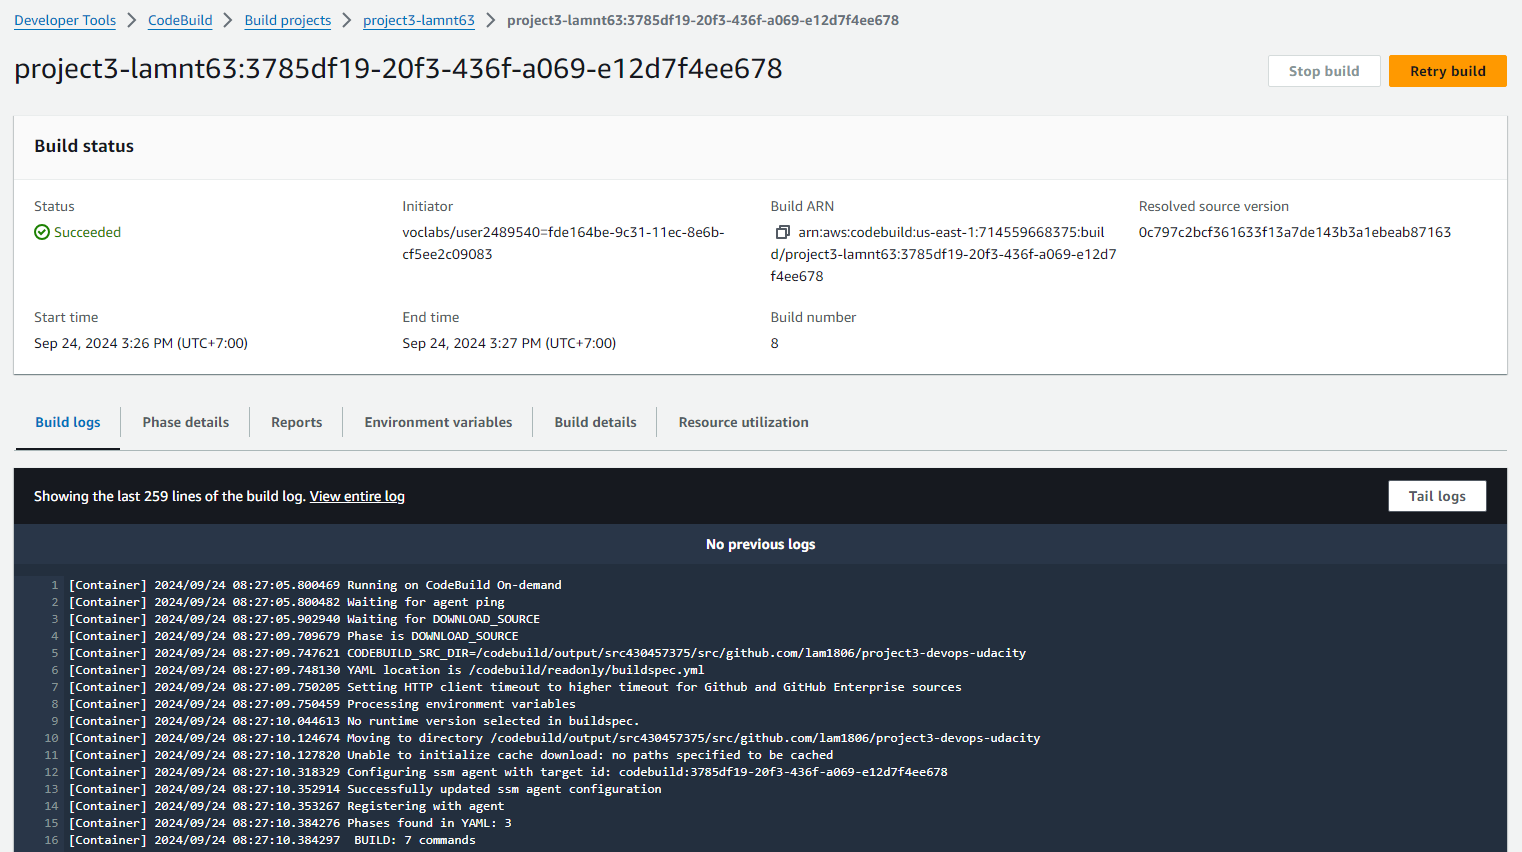 Developer Tools > CodeBuild > Build projects > project3-lamnt63 > project3-lamnt63:3785df19-20f3-436f-a069-e12d7f4ee678
project3-lamnt63:3785df19-20f3-436f-a069-e12d7f4ee678
Stop build
Retry build
Build status
Status
Succeeded
Initiator
voclabs/user2489540=fde164be-9c31-11ec-8e6b-
cf5ee2c09083
Build ARN
arn:aws:codebuild:us-east-1:714559668375:buil
d/project3-lamnt63:3785df19-20f3-436f-a069-e12d7
f4ee678
Resolved source version
0c797c2bcf361633f13a7de143b3a1ebeab87163
Start time
Sep 24, 2024 3:26 PM (UTC+7:00)
End time
Sep 24, 2024 3:27 PM (UTC+7:00)
Build number
8
Build logs
Phase details
Reports
Environment variables
Build details
Resource utilization
Showing the last 259 lines of the build log. View entire log
Tail logs
No previous logs
1 [Container] 2024/09/24 08:27:05.800469 Running on CodeBuild On-demand
2 [Container] 2024/09/24 08:27:05.800482 Waiting for agent ping
3 [Container] 2024/09/24 08:27:05.902940 Waiting for DOWNLOAD_SOURCE
4 [Container] 2024/09/24 08:27:09.709679 Phase is DOWNLOAD_SOURCE
5 [Container] 2024/09/24 08:27:09.747621 CODEBUILD_SRC_DIR=/codebuild/output/src430457375/src/github.com/lam1806/project3-devops-udacity
6 [Container] 2024/09/24 08:27:09.748130 YAML location is /codebuild/readonly/buildspec.yml
7 [Container] 2024/09/24 08:27:09.750205 Setting HTTP client timeout to higher timeout for Github and GitHub Enterprise sources
8 [Container] 2024/09/24 08:27:09.750459 Processing environment variables
9 [Container] 2024/09/24 08:27:10.044613 No runtime version selected in buildspec.
10 [Container] 2024/09/24 08:27:10.124674 Moving to directory /codebuild/output/src430457375/src/github.com/lam1806/project3-devops-udacity
11 [Container] 2024/09/24 08:27:10.127820 Unable to initialize cache download: no paths specified to be cached
12 [Container] 2024/09/24 08:27:10.318329 Configuring ssm agent with target id: codebuild:3785df19-20f3-436f-a069-e12d7f4ee678
13 [Container] 2024/09/24 08:27:10.352914 Successfully updated ssm agent configuration
14 [Container] 2024/09/24 08:27:10.353267 Registering with agent
15 [Container] 2024/09/24 08:27:10.384276 Phases found in YAML: 3
16 [Container] 2024/09/24 08:27:10.384297 BUILD: 7 commands